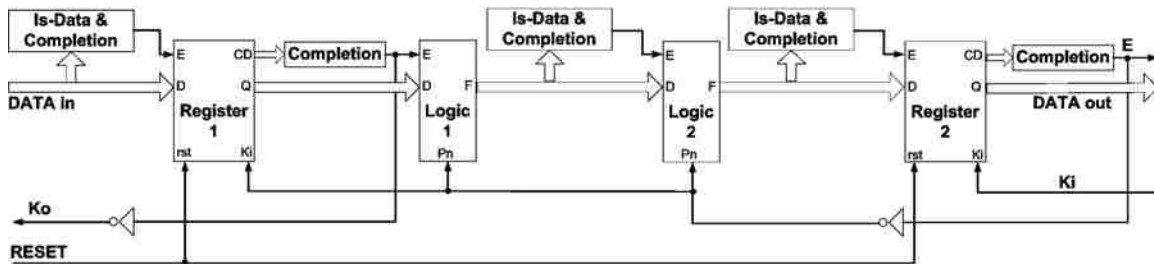 Is-Data &
Completion
E
CD
Completion
D
Q
Register
1
rst
Ki
DATA in
E
D
F
Logic
1
Pn
Is-Data &
Completion
E
D
F
Logic
2
Pn
Is-Data &
Completion
E
CD
Completion
E
D
Q
Register
2
rst
Ki
DATA out
Ki
Ko
RESET